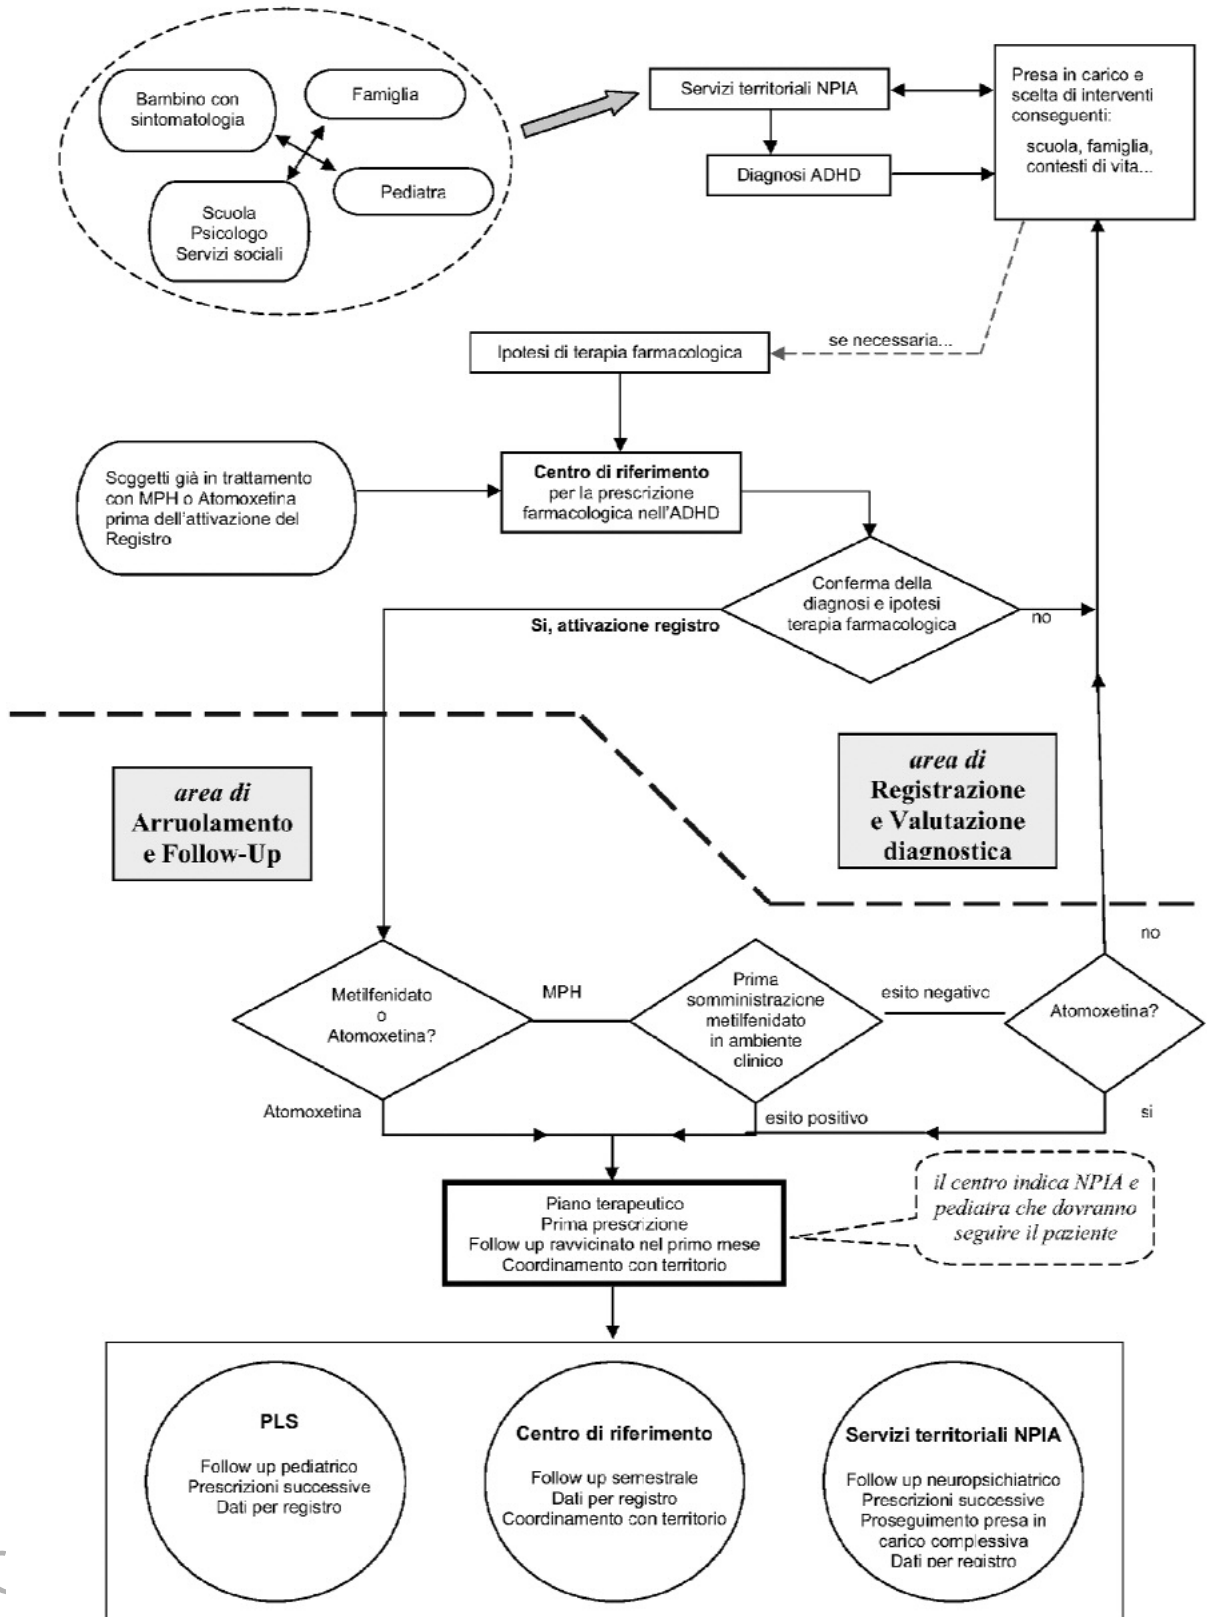 Bambino con
sintomatologia
Famiglia
Pediatra
Scuola
Psicologo
Servizi sociali
Servizi territoriali NPIA
Diagnosi ADHD
Presa in carico e
scelta di interventi
conseguenti:
scuola, famiglia,
contesti di vita...
se necessaria...
Ipotesi di terapia farmacologica
Soggetti già in trattamento
con MPH o Atomoxetina
prima dell'attivazione del
Registro
Centro di riferimento
per la prescrizione
farmacologica nell'ADHD
Conferma della
diagnosi e ipotesi
terapia farmacologica
Si, attivazione registro
no
area di
Arruolamento
e Follow-Up
area di
Registrazione
e Valutazione
diagnostica
Metilfenidato
o
Atomoxetina?
MPH
Prima
somministrazione
metilfenidato
in ambiente
clinico
esito negativo
Atomoxetina?
no
si
Atomoxetina
esito positivo
Piano terapeutico
Prima prescrizione
Follow up ravvicinato nel primo mese
Coordinamento con territorio
il centro indica NPIA e
pediatra che dovranno
seguire il paziente
PLS
Follow up pediatrico
Prescrizioni successive
Dati per registro
Centro di riferimento
Follow up semestrale
Dati per registro
Coordinamento con territorio
Servizi territoriali NPIA
Follow up neuropsichiatrico
Prescrizioni successive
Proseguimento presa in
carico complessiva
Dati per registro